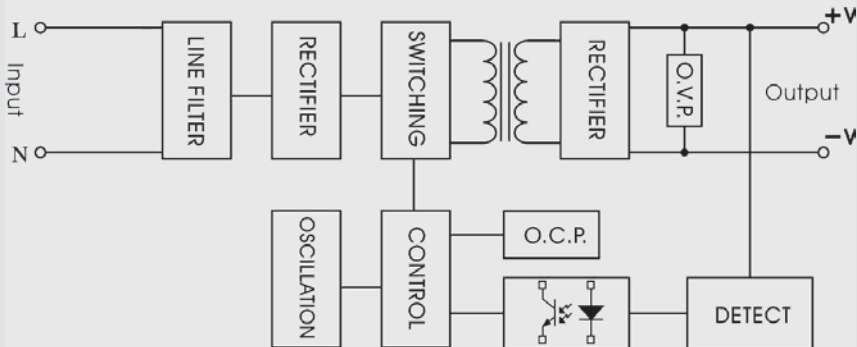 L
Input
N
LINE FILTER
RECTIFIER
SWITCHING
RECTIFIER
O.V.P.
+V
Output
-V
OSCILLATION
CONTROL
O.C.P.
DETECT